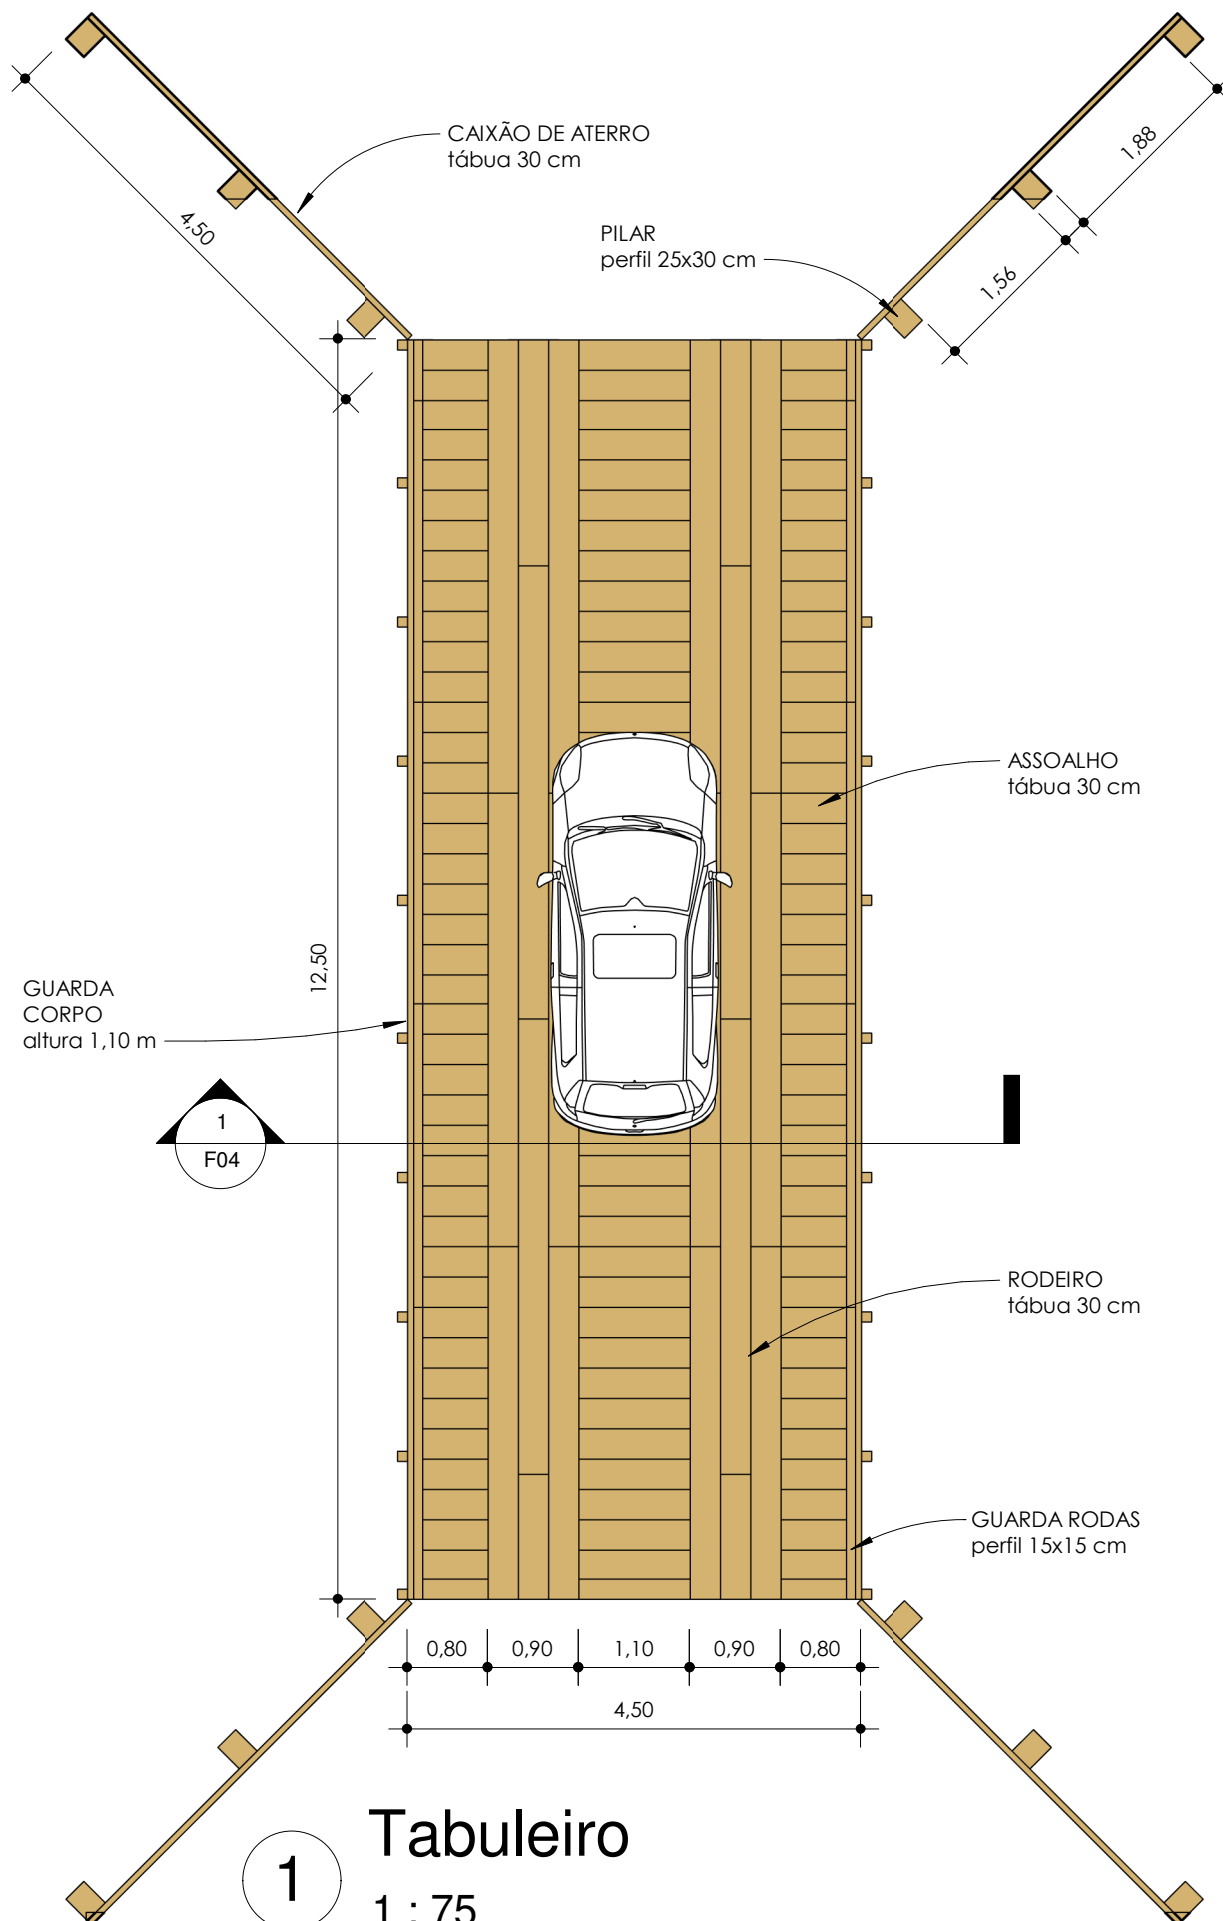 CAIXÃO DE ATERRO
tábua 30 cm
1,88
4,50
PILAR
perfil 25x30 cm
1,56
ASSOALHO
tábua 30 cm
12,50
GUARDA
CORPO
altura 1,10 m
1
F04
RODEIRO
tábua 30 cm
GUARDA RODAS
perfil 15x15 cm
0,80 0,90 1,10 0,90 0,80
4,50
Tabuleiro
1
1 : 75